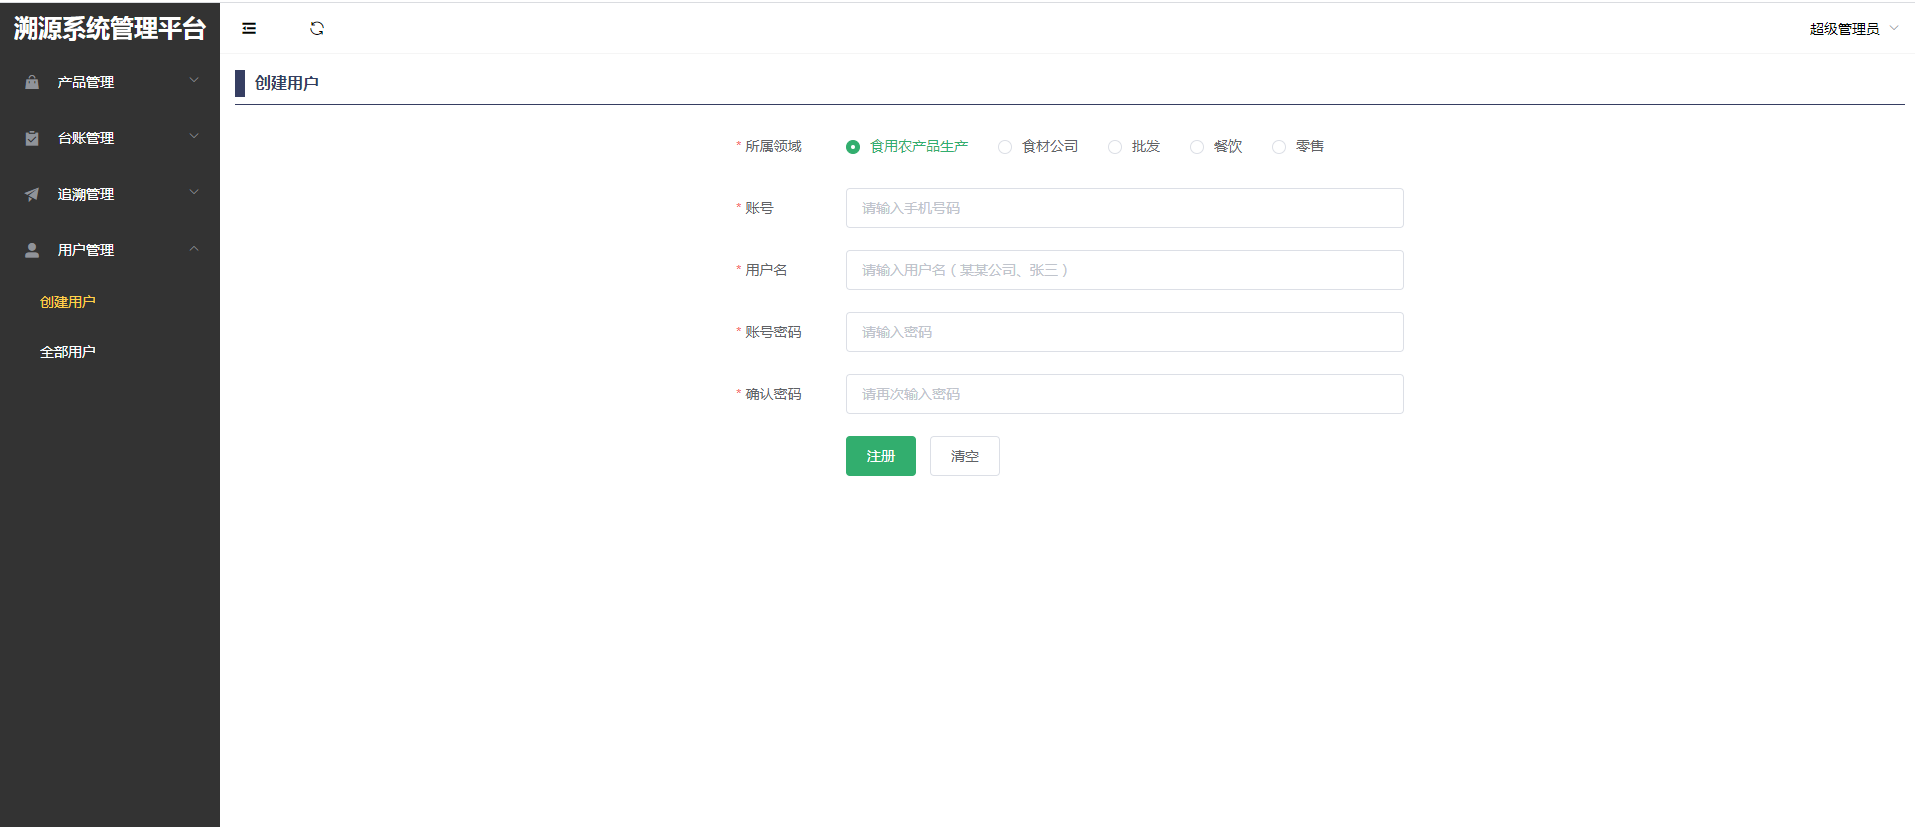 溯源系统管理平台
超级管理员
产品管理
台账管理
追溯管理
用户管理
创建用户
全部用户
创建用户
* 所属领域 食用农产品生产 食材公司 批发 餐饮 零售
* 账号 请输入手机号码
* 用户名 请输入用户名（某某公司、张三）
* 账号密码 请输入密码
* 确认密码 请再次输入密码
注册 清空